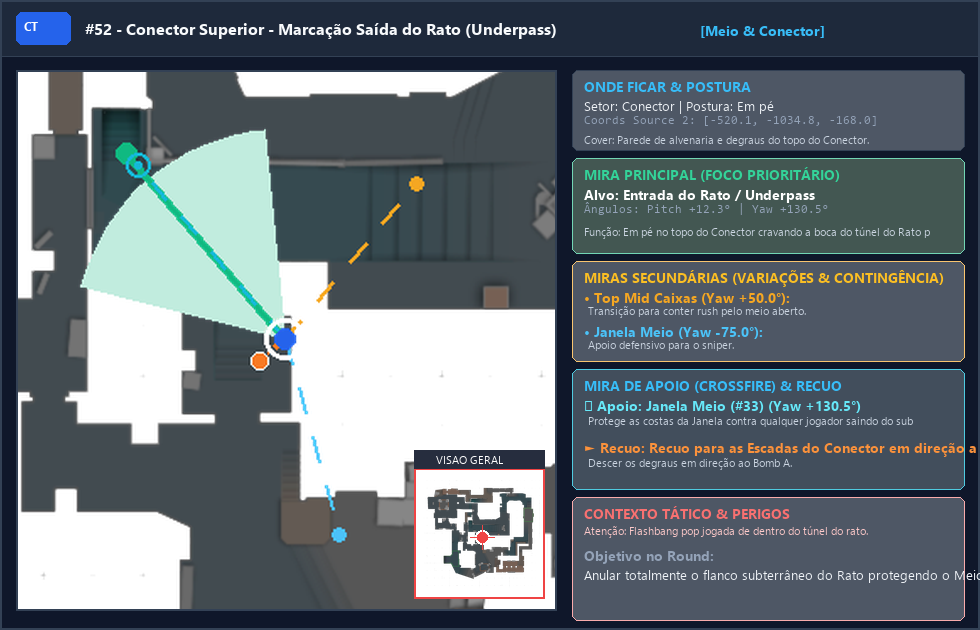 CT
#52 - Conector Superior - Marcação Saída do Rato (Underpass)
[Meio & Conector]
ONDE FICAR & POSTURA
Setor: Conector | Postura: Em pé
Coords Source 2: [-520.1, -1034.8, -168.0]
Cover: Parede de alvenaria e degraus do topo do Conector.
MIRA PRINCIPAL (FOCO PRIORITÁRIO)
Alvo: Entrada do Rato / Underpass
Ângulos: Pitch +12.3° | Yaw +130.5°
Função: Em pé no topo do Conector cravando a boca do túnel do Rato p
MIRAS SECUNDÁRIAS (VARIAÇÕES & CONTINGÊNCIA)
• Top Mid Caixas (Yaw +50.0°):
Transição para conter rush pelo meio aberto.
• Janela Meio (Yaw -75.0°):
Apoio defensivo para o sniper.
MIRA DE APOIO (CROSSFIRE) & RECUO
Apoio: Janela Meio (#33) (Yaw +130.5°)
Protege as costas da Janela contra qualquer jogador saindo do sub
► Recuo: Recuo para as Escadas do Conector em direção a
Descer os degraus em direção ao Bomb A.
CONTEXTO TÁTICO & PERIGOS
Atenção: Flashbang pop jogada de dentro do túnel do rato.
Objetivo no Round:
Anular totalmente o flanco subterrâneo do Rato protegendo o Meio
VISAO GERAL